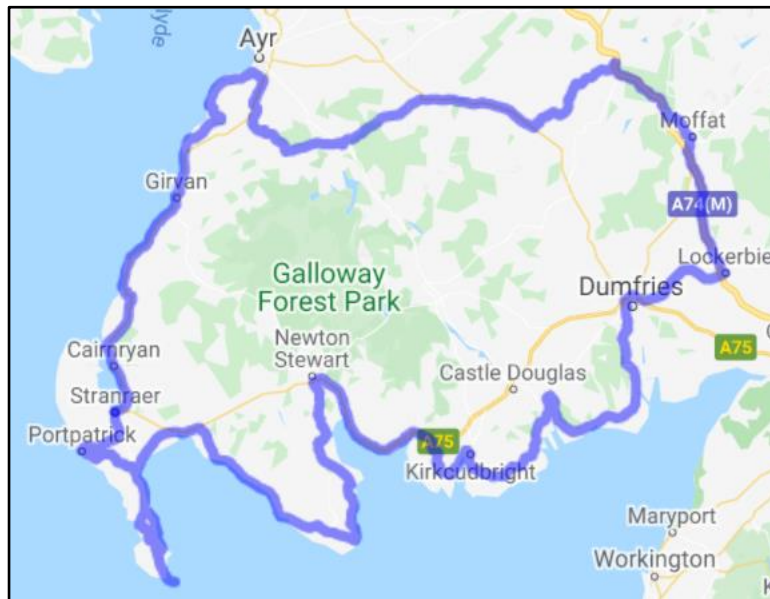 lyde
Ayr
Moffat
Girvan
A74(M)
Galloway
Forest Park
Lockerbie
Dumfries
Newton
Stewart
Cairnryan
A75
Castle Douglas
Stranraer
Portpatrick
A75
Kirkcudbright
Maryport
Workington